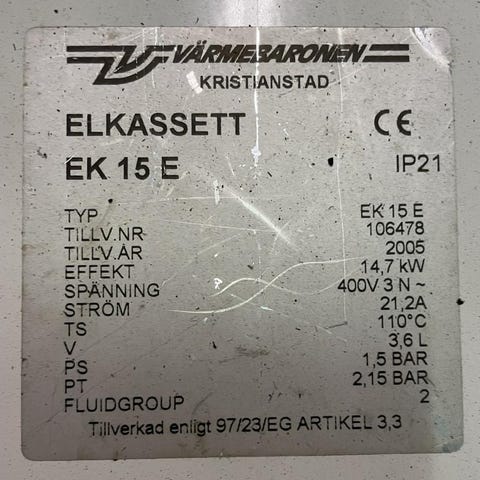 VÄRMEBARONEN
KRISTIANSTAD
ELKASSETT CE
EK 15 E IP21
TYP EK 15 E
TILLV.NR 106478
TILLV.ÅR 2005
EFFEKT 14,7 kW
SPÄNNING 400V 3 N ~
STRÖM 21,2A
TS 110°C
V 3,6 L
PS 1,5 BAR
PT 2,15 BAR
FLUIDGROUP 2
Tillverkad enligt 97/23/EG ARTIKEL 3,3